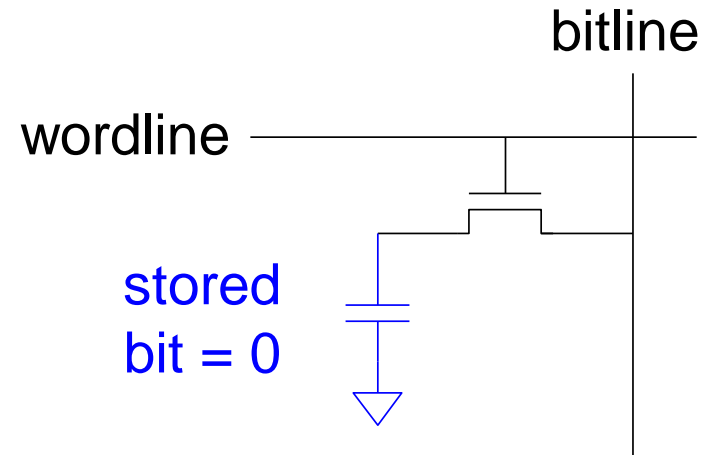 bitline
wordline
stored
bit = 0